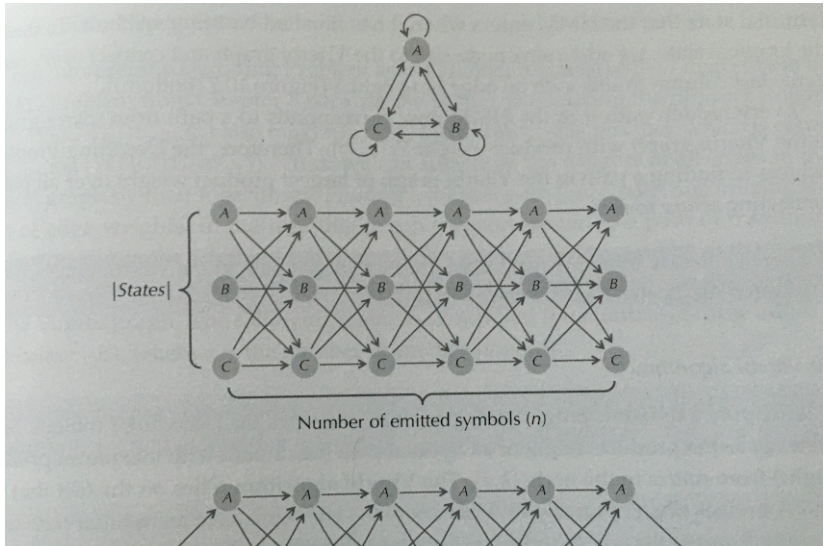 A
C B
A A A A A A
|States| B B B B B B
C C C C C C
Number of emitted symbols (n)
A A A A A A